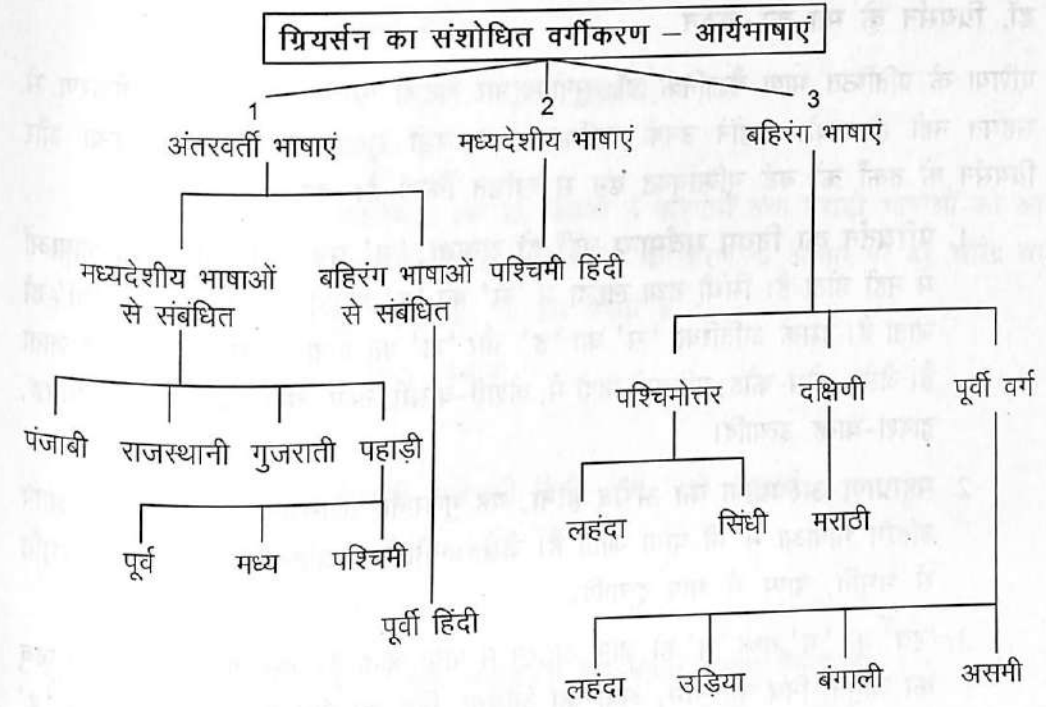 ग्रियर्सन का संशोधित वर्गीकरण – आर्यभाषाएं
1 2 3
अंतरवर्ती भाषाएं मध्यदेशीय भाषाएं बहिरंग भाषाएं
मध्यदेशीय भाषाओं बहिरंग भाषाओं पश्चिमी हिंदी
से संबंधित से संबंधित
पश्चिमोत्तर दक्षिणी पूर्वी वर्ग
पंजाबी राजस्थानी गुजराती पहाड़ी
लहंदा सिंधी मराठी
पूर्व मध्य पश्चिमी
पूर्वी हिंदी
लहंदा उड़िया बंगाली असमी